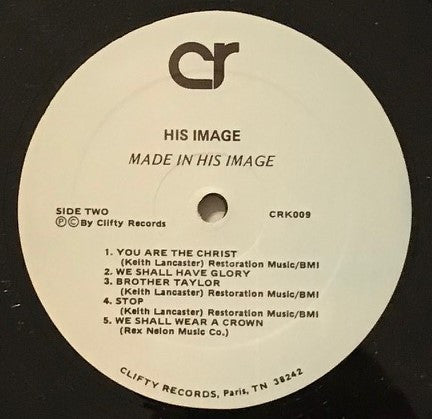 cr
HIS IMAGE
MADE IN HIS IMAGE
SIDE TWO
ⓅⒸBy Clifty Records
CRK009
1. YOU ARE THE CHRIST
(Keith Lancaster) Restoration Music/BMI
2. WE SHALL HAVE GLORY
3. BROTHER TAYLOR
(Keith Lancaster) Restoration Music/BMI
4. STOP
(Keith Lancaster) Restoration Music/BMI
5. WE SHALL WEAR A CROWN
(Rex Nelon Music Co.)
CLIFTY RECORDS, Paris, TN 38242